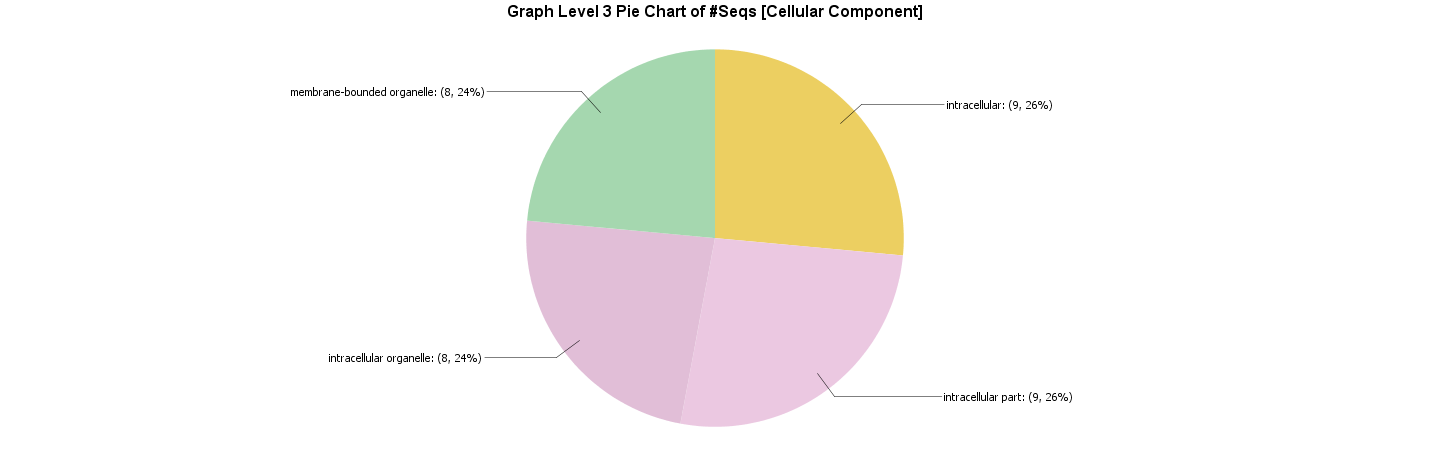 Graph Level 3 Pie Chart of #Seqs [Cellular Component]
membrane-bounded organelle: (8, 24%)
intracellular: (9, 26%)
intracellular organelle: (8, 24%)
intracellular part: (9, 26%)